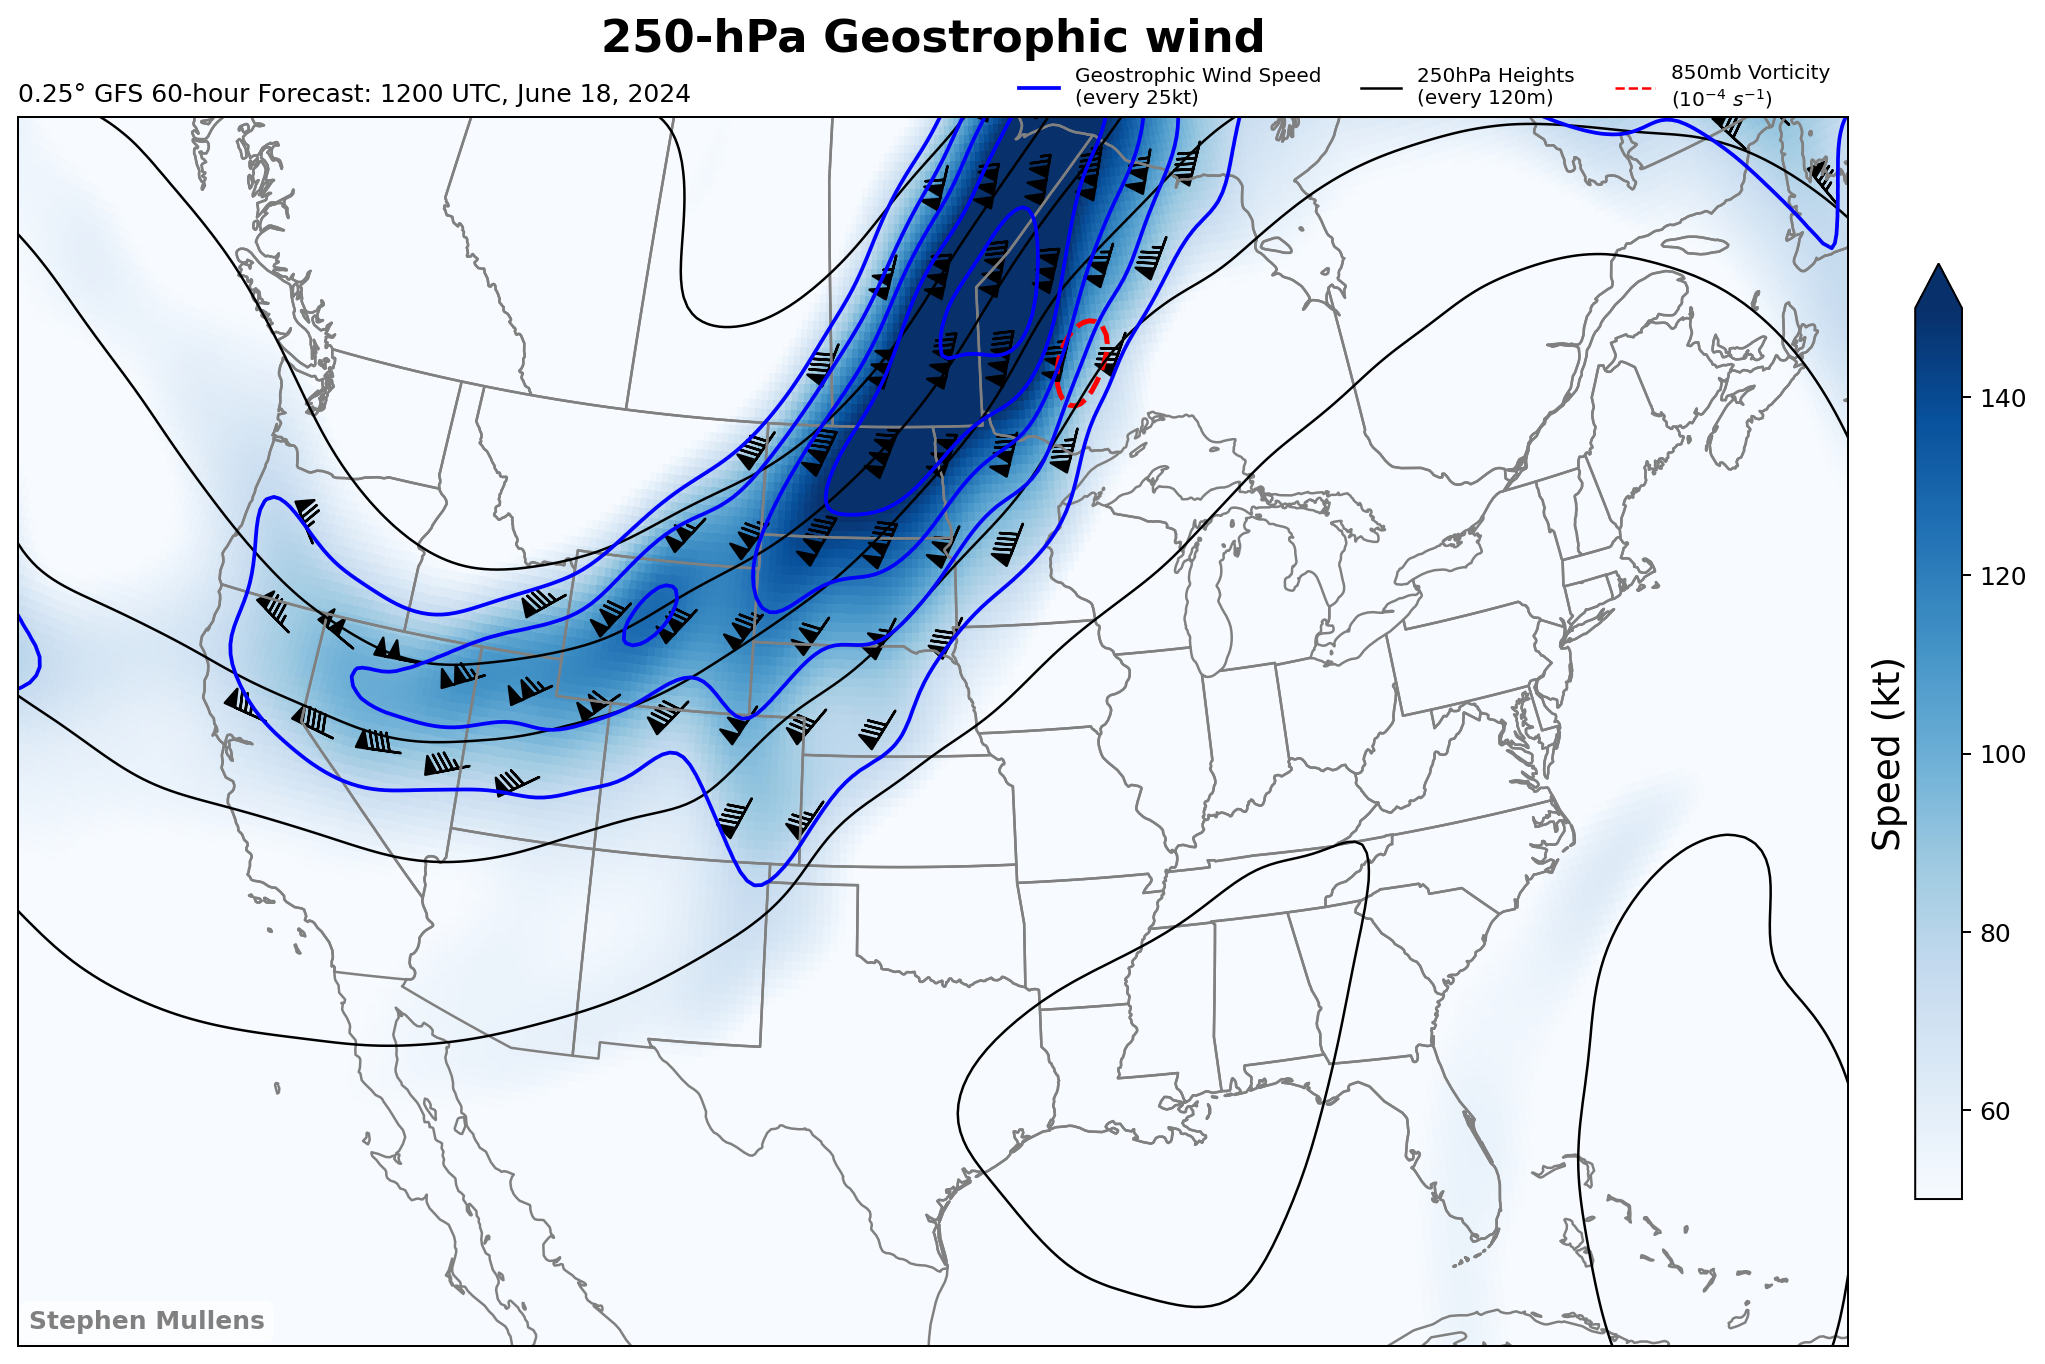 250-hPa Geostrophic wind
0.25° GFS 60-hour Forecast: 1200 UTC, June 18, 2024
Geostrophic Wind Speed
(every 25kt)
250hPa Heights
(every 120m)
850mb Vorticity
(10⁻⁴ s⁻¹)
140
120
100
80
60
Speed (kt)
Stephen Mullens